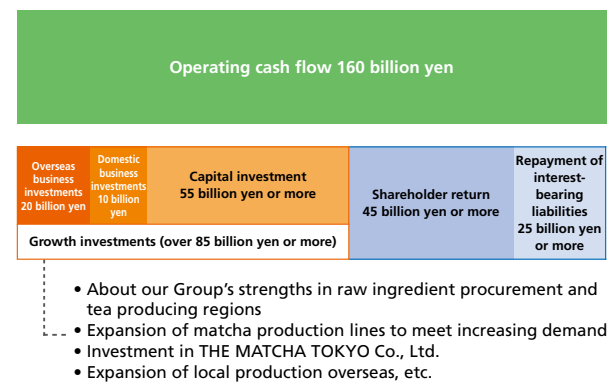 Operating cash flow 160 billion yen
Overseas
business
investments
20 billion yen
Domestic
business
investments
10 billion
yen
Capital investment
55 billion yen or more
Shareholder return
45 billion yen or more
Repayment of
interest-
bearing
liabilities
25 billion yen
or more
Growth investments (over 85 billion yen or more)
• About our Group’s strengths in raw ingredient procurement and
tea producing regions
• Expansion of matcha production lines to meet increasing demand
• Investment in THE MATCHA TOKYO Co., Ltd.
• Expansion of local production overseas, etc.